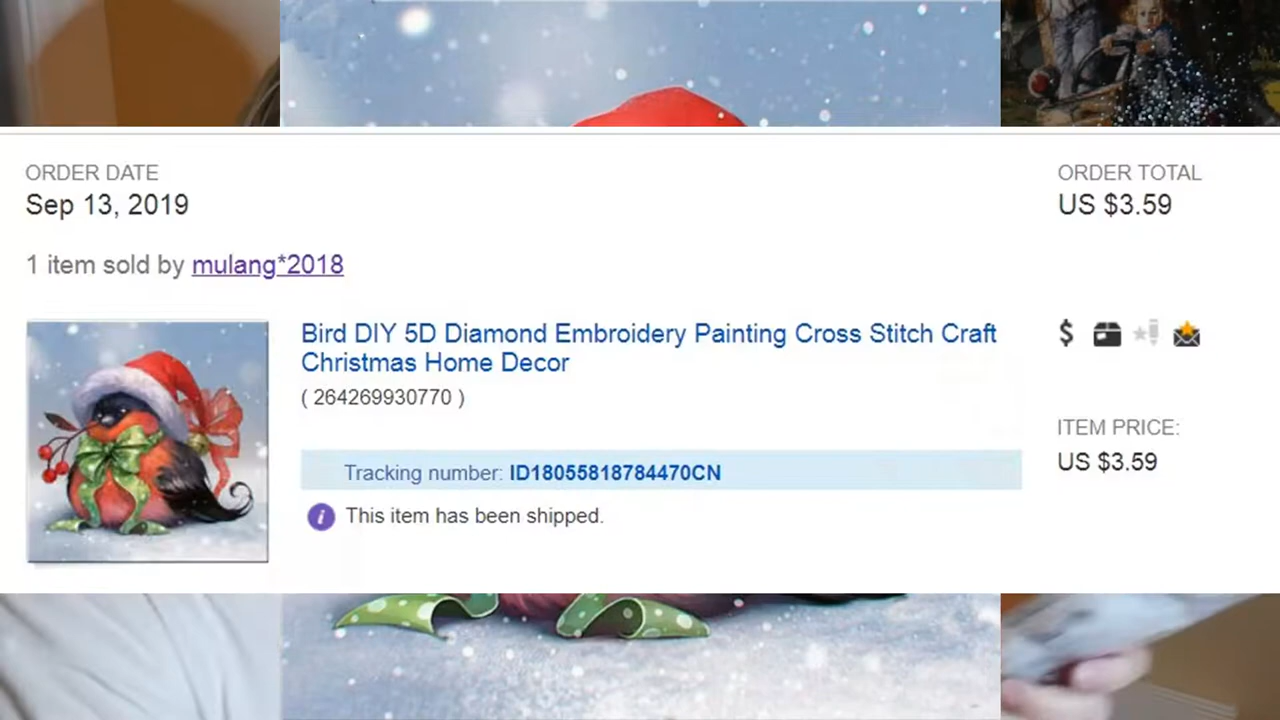 ORDER DATE
Sep 13, 2019
ORDER TOTAL
US $3.59
1 item sold by mulang*2018
Bird DIY 5D Diamond Embroidery Painting Cross Stitch Craft
Christmas Home Decor
( 264269930770 )
Tracking number: ID18055818784470CN
This item has been shipped.
$
ITEM PRICE:
US $3.59